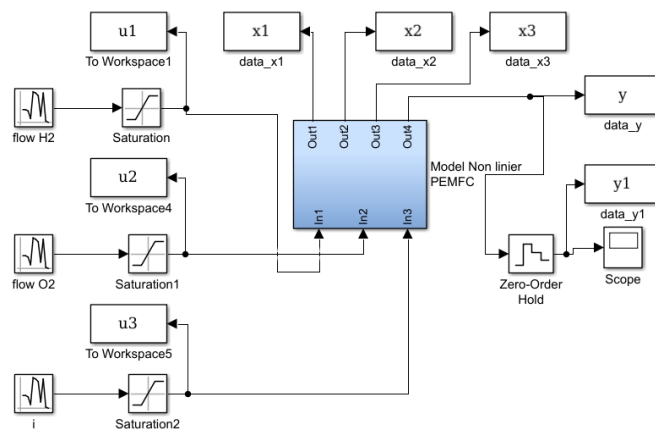 u1
To Workspace1
x1
data_x1
x2
data_x2
x3
data_x3
flow H2
Saturation
y
data_y
Out1
Out2
Out3
Out4
Model Non linier
PEMFC
In1
In2
In3
u2
To Workspace4
y1
data_y1
flow O2
Saturation1
Zero-Order
Hold
Scope
u3
To Workspace5
i
Saturation2